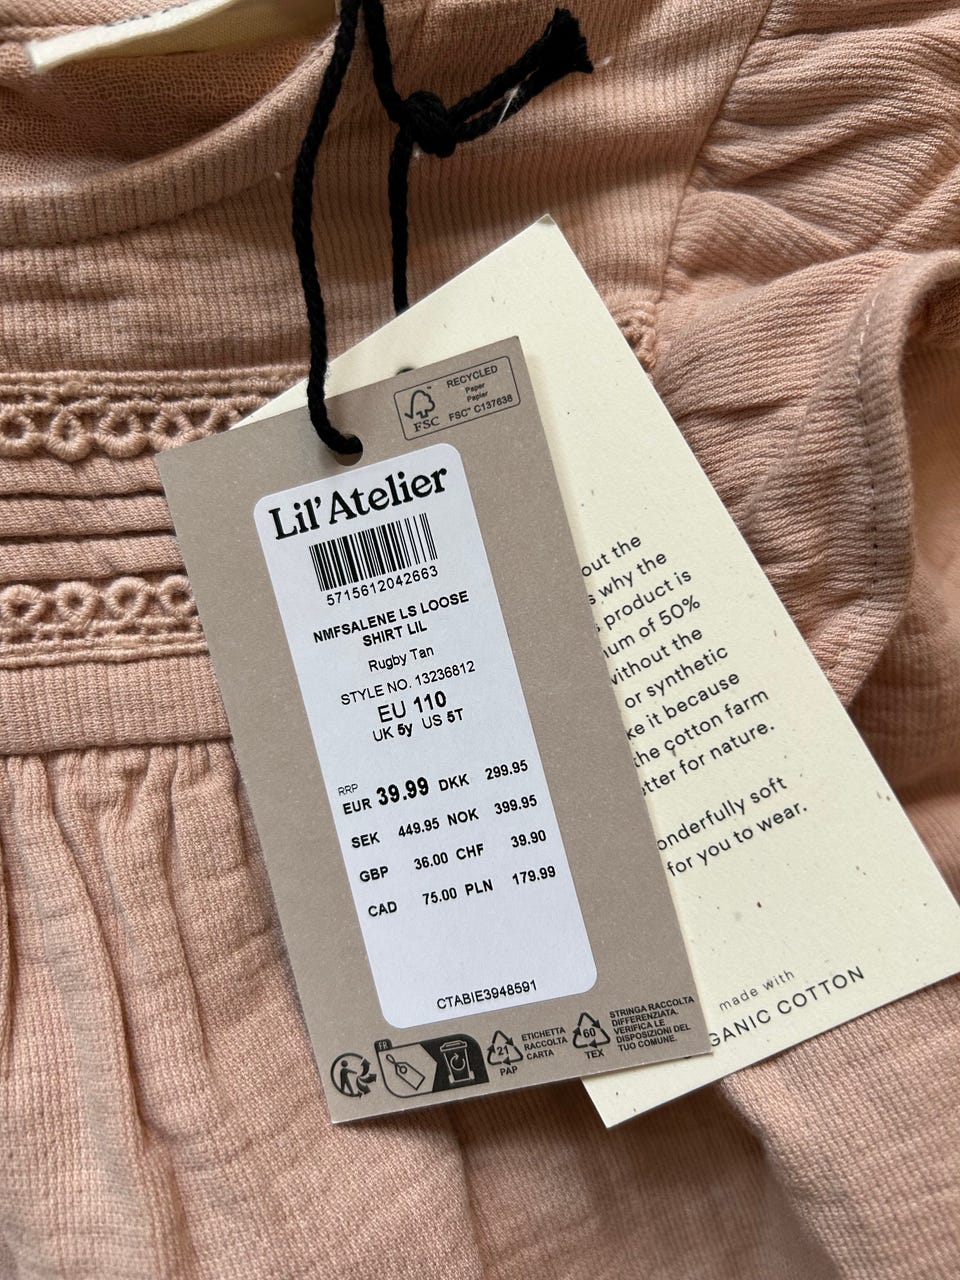 RECYCLED
Paper
Papier
FSC™ C137638
FSC
Lil'Atelier
5715612042663
NMFSALENE LS LOOSE
SHIRT LIL
Rugby Tan
STYLE NO. 13236812
EU 110
UK 5y US 5T
RRP
EUR 39.99 DKK 299.95
SEK 449.95 NOK 399.95
GBP 36.00 CHF 39.90
CAD 75.00 PLN 179.99
CTABIE3948591
FR
21
PAP
ETICHETTA
RACCOLTA
CARTA
60
TEX
STRINGA RACCOLTA
DIFFERENZIATA.
VERIFICA LE
DISPOSIZIONI DEL
TUO COMUNE.
out the
why the
product is
um of 50%
without the
or synthetic
ke it because
the cotton farm
tter for nature.
onderfully soft
for you to wear.
made with
GANIC COTTON